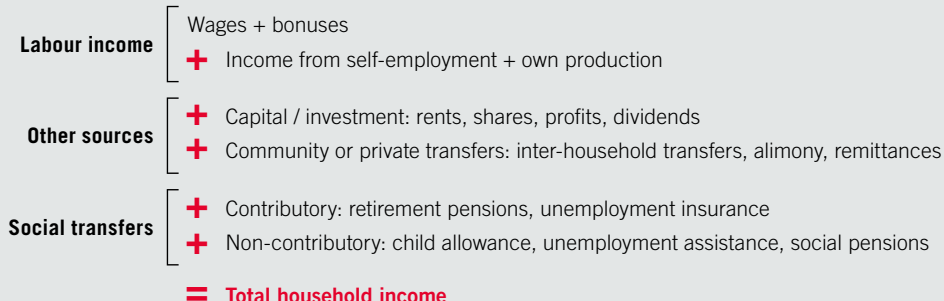 Labour income
Wages + bonuses
+ Income from self-employment + own production
Other sources
+ Capital / investment: rents, shares, profits, dividends
+ Community or private transfers: inter-household transfers, alimony, remittances
Social transfers
+ Contributory: retirement pensions, unemployment insurance
+ Non-contributory: child allowance, unemployment assistance, social pensions
= Total household income